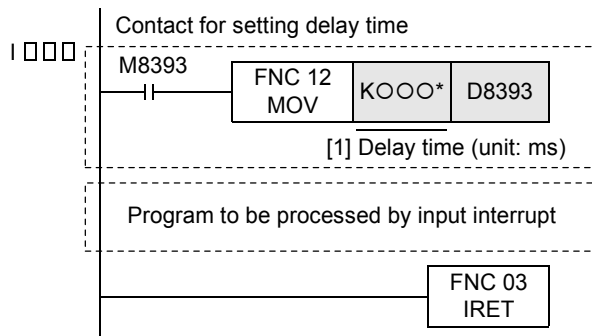 Contact for setting delay time
I □□□
M8393
FNC 12
MOV
K○○○*
D8393
[1] Delay time (unit: ms)
Program to be processed by input interrupt
FNC 03
IRET